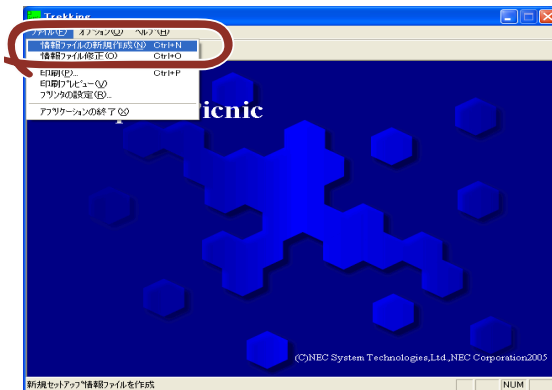 Trekking
ファイル(F) オプション(O) ヘルプ(H)
情報ファイルの新規作成(N) Ctrl+N
情報ファイル修正(O) Ctrl+O
印刷(P)... Ctrl+P
印刷プレビュー(V)
プリンタの設定(R)...
アプリケーションの終了(X)
icnic
(C)NEC System Technologies,Ltd.,NEC Corporation2005
新規セットアップ情報ファイルを作成
NUM